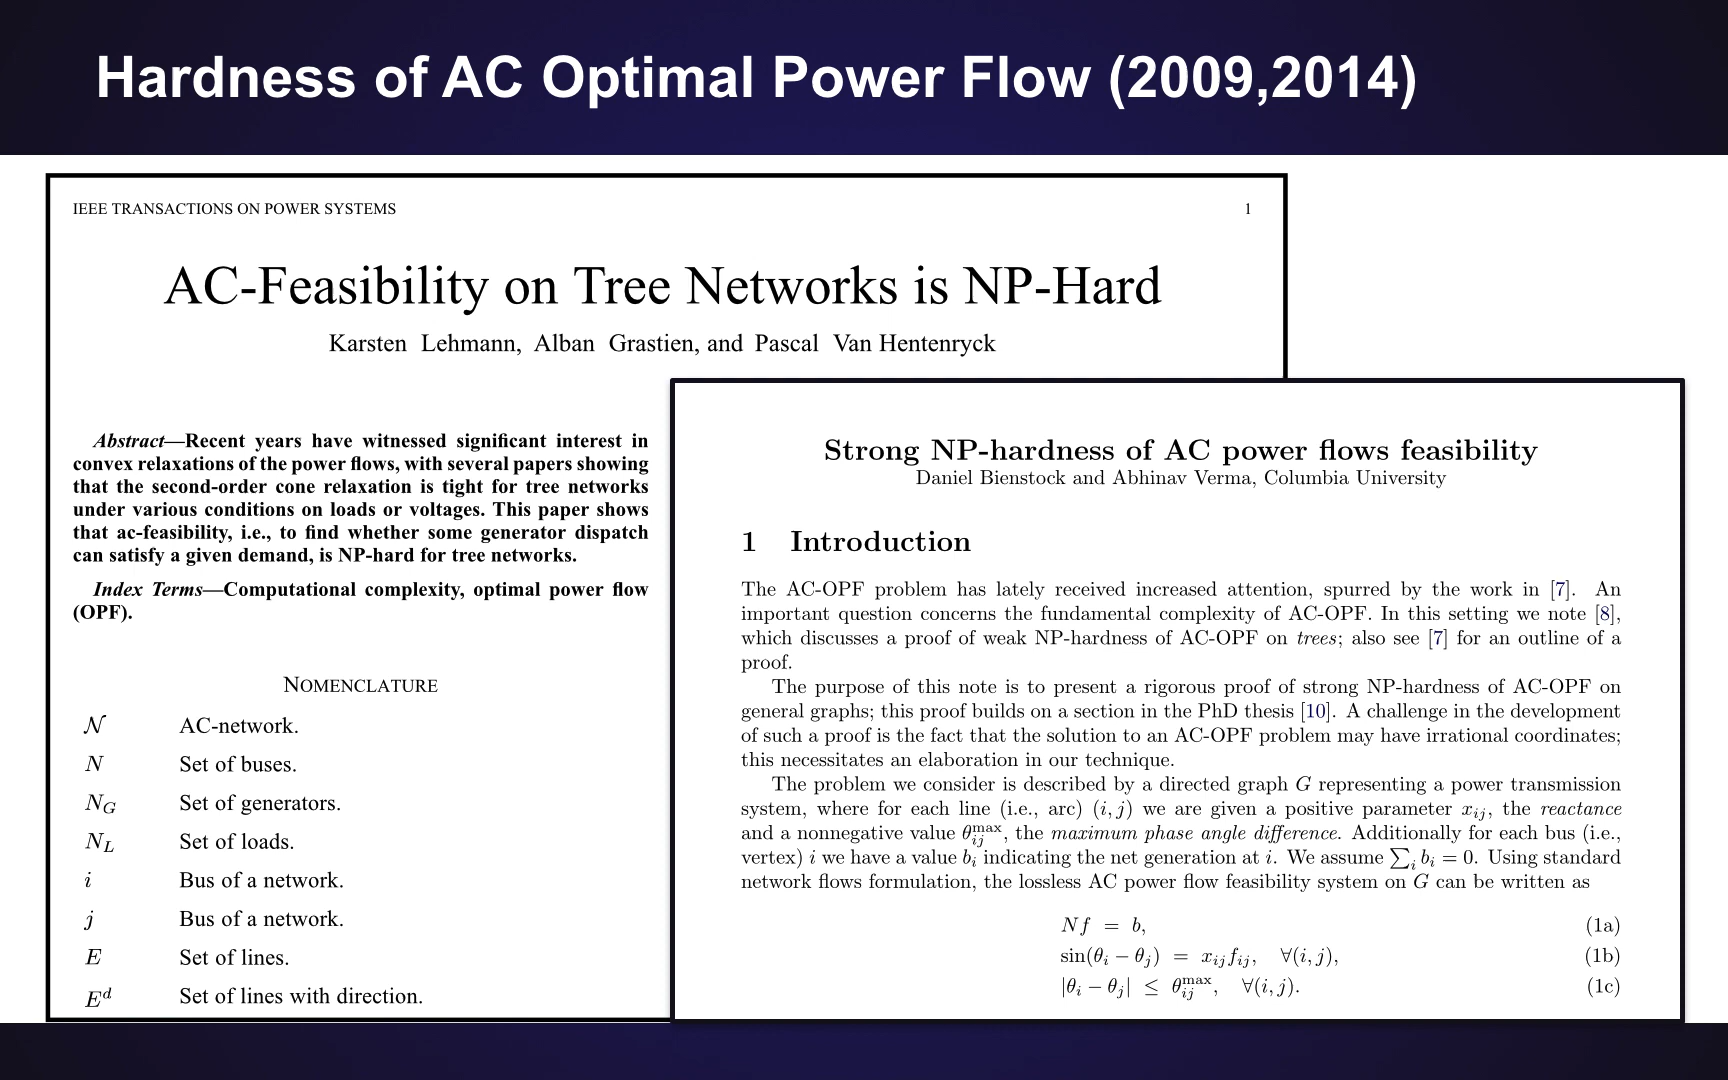 Hardness of AC Optimal Power Flow (2009,2014)
IEEE TRANSACTIONS ON POWER SYSTEMS 1
AC-Feasibility on Tree Networks is NP-Hard
Karsten Lehmann, Alban Grastien, and Pascal Van Hentenryck
Abstract—Recent years have witnessed significant interest in
convex relaxations of the power flows, with several papers showing
that the second-order cone relaxation is tight for tree networks
under various conditions on loads or voltages. This paper shows
that ac-feasibility, i.e., to find whether some generator dispatch
can satisfy a given demand, is NP-hard for tree networks.
Index Terms—Computational complexity, optimal power flow
(OPF).
NOMENCLATURE
𝒩 AC-network.
N Set of buses.
N_G Set of generators.
N_L Set of loads.
i Bus of a network.
j Bus of a network.
E Set of lines.
E^d Set of lines with direction.
Strong NP-hardness of AC power flows feasibility
Daniel Bienstock and Abhinav Verma, Columbia University
1 Introduction
The AC-OPF problem has lately received increased attention, spurred by the work in [7]. An
important question concerns the fundamental complexity of AC-OPF. In this setting we note [8],
which discusses a proof of weak NP-hardness of AC-OPF on trees; also see [7] for an outline of a
proof.
The purpose of this note is to present a rigorous proof of strong NP-hardness of AC-OPF on
general graphs; this proof builds on a section in the PhD thesis [10]. A challenge in the development
of such a proof is the fact that the solution to an AC-OPF problem may have irrational coordinates;
this necessitates an elaboration in our technique.
The problem we consider is described by a directed graph G representing a power transmission
system, where for each line (i.e., arc) (i, j) we are given a positive parameter x_{ij}, the reactance
and a nonnegative value θ_{ij}^{max}, the maximum phase angle difference. Additionally for each bus (i.e.,
vertex) i we have a value b_i indicating the net generation at i. We assume ∑_i b_i = 0. Using standard
network flows formulation, the lossless AC power flow feasibility system on G can be written as
Nf = b, (1a)
sin(θ_i − θ_j) = x_{ij} f_{ij}, ∀(i, j), (1b)
|θ_i − θ_j| ≤ θ_{ij}^{max}, ∀(i, j). (1c)